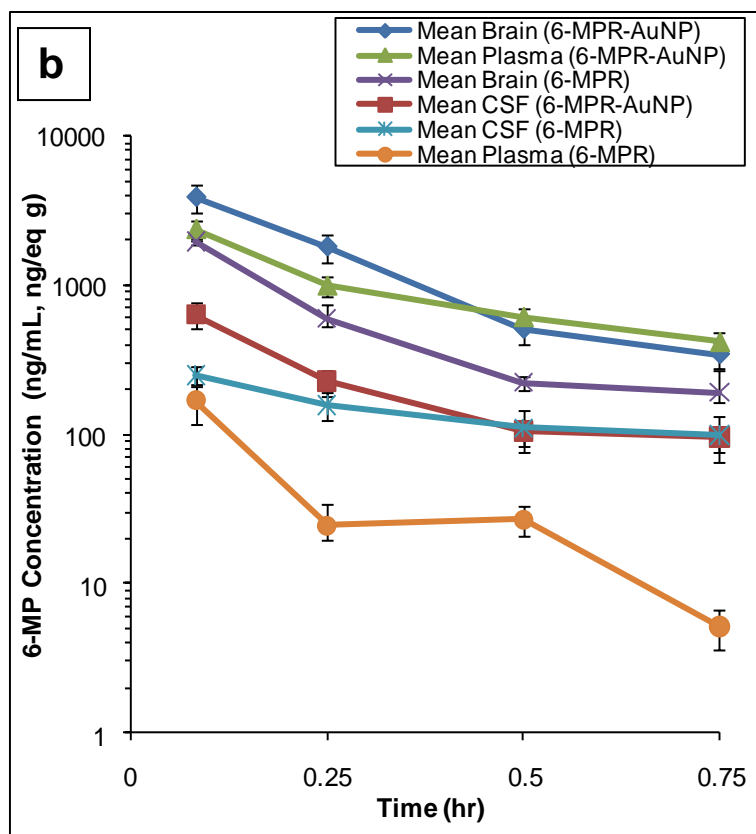 b
Mean Brain (6-MPR-AuNP)
Mean Plasma (6-MPR-AuNP)
Mean Brain (6-MPR)
Mean CSF (6-MPR-AuNP)
Mean CSF (6-MPR)
Mean Plasma (6-MPR)
6-MP Concentration (ng/mL, ng/eq g)
10000
1000
100
10
1
0 0.25 0.5 0.75
Time (hr)